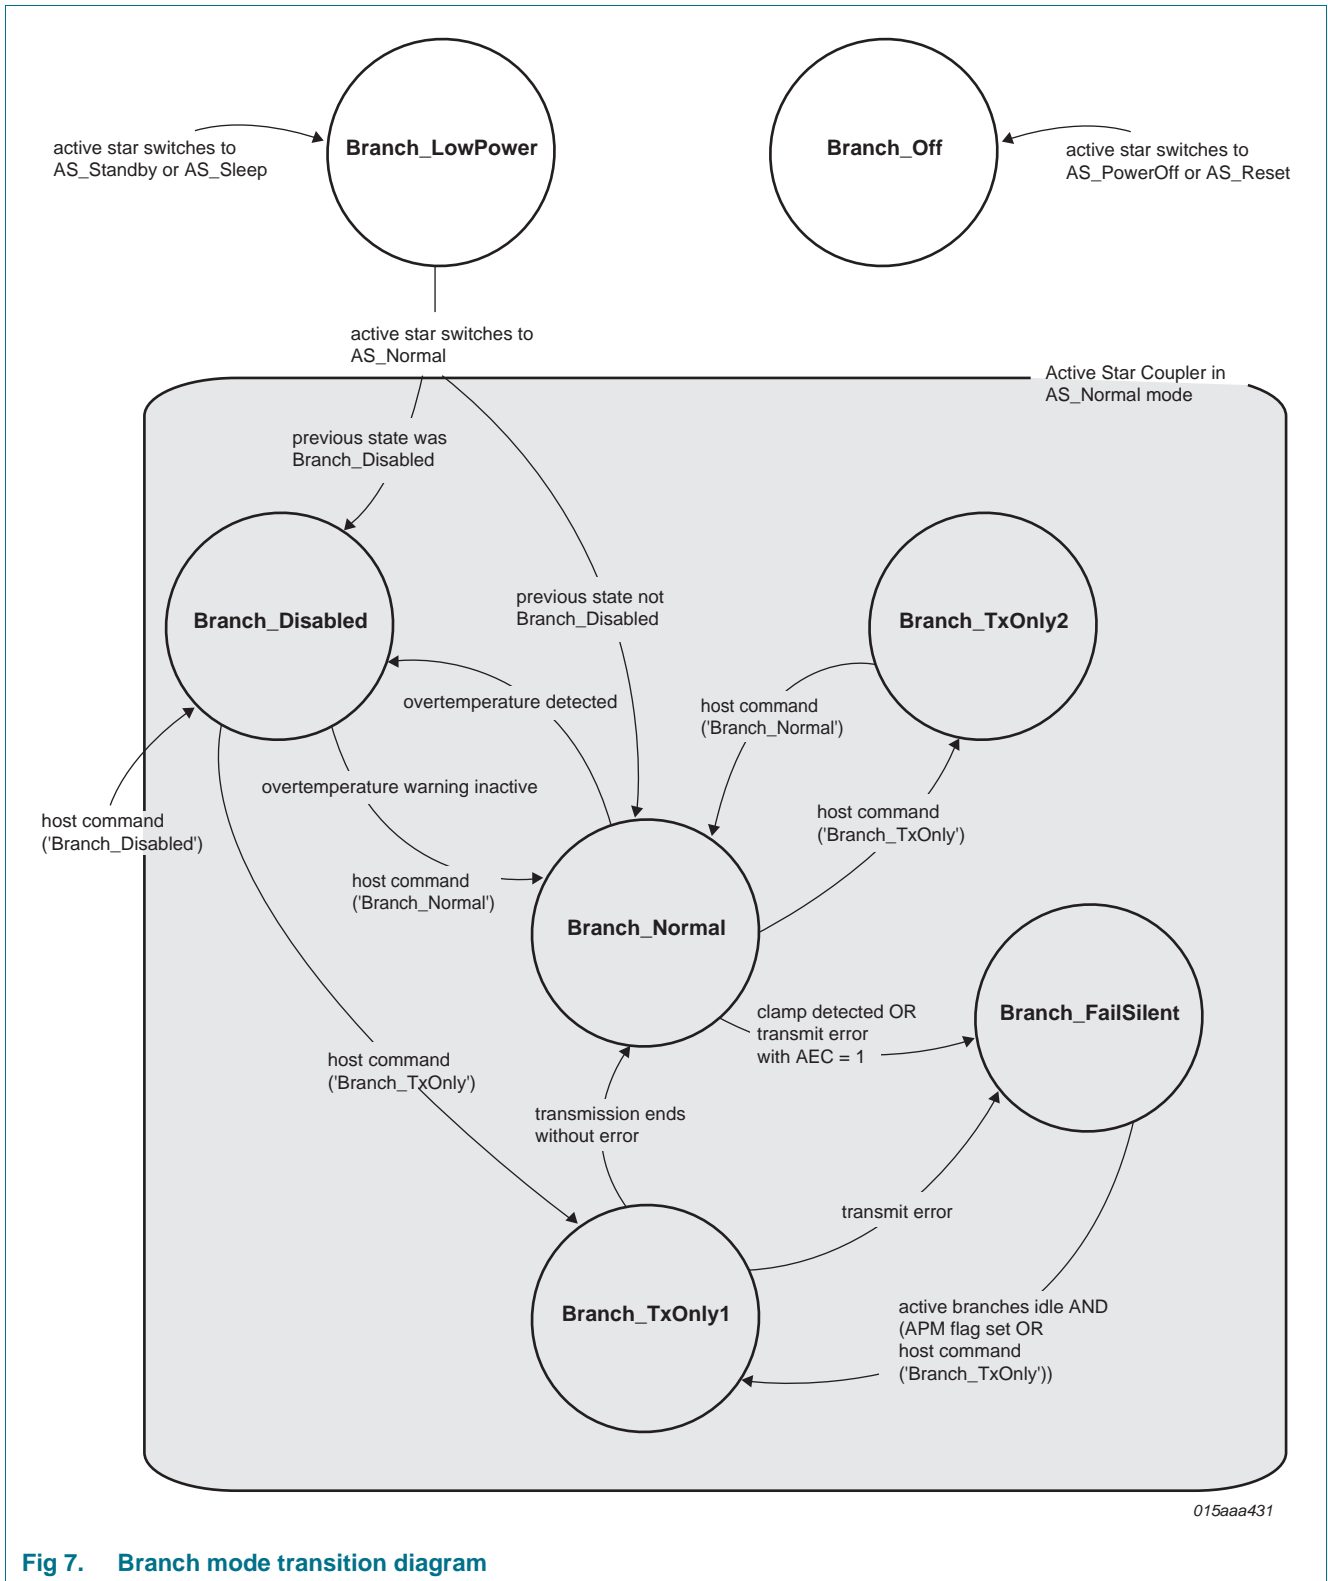 Branch_LowPower
Branch_Off
active star switches to
AS_Standby or AS_Sleep
active star switches to
AS_PowerOff or AS_Reset
active star switches to
AS_Normal
Active Star Coupler in
AS_Normal mode
previous state was
Branch_Disabled
previous state not
Branch_Disabled
Branch_Disabled
Branch_TxOnly2
overtemperature detected
host command
('Branch_Normal')
overtemperature warning inactive
host command
('Branch_TxOnly')
host command
('Branch_Disabled')
host command
('Branch_Normal')
Branch_Normal
clamp detected OR
transmit error
with AEC = 1
Branch_FailSilent
host command
('Branch_TxOnly')
transmission ends
without error
transmit error
Branch_TxOnly1
active branches idle AND
(APM flag set OR
host command
('Branch_TxOnly'))
015aaa431
Fig 7. Branch mode transition diagram